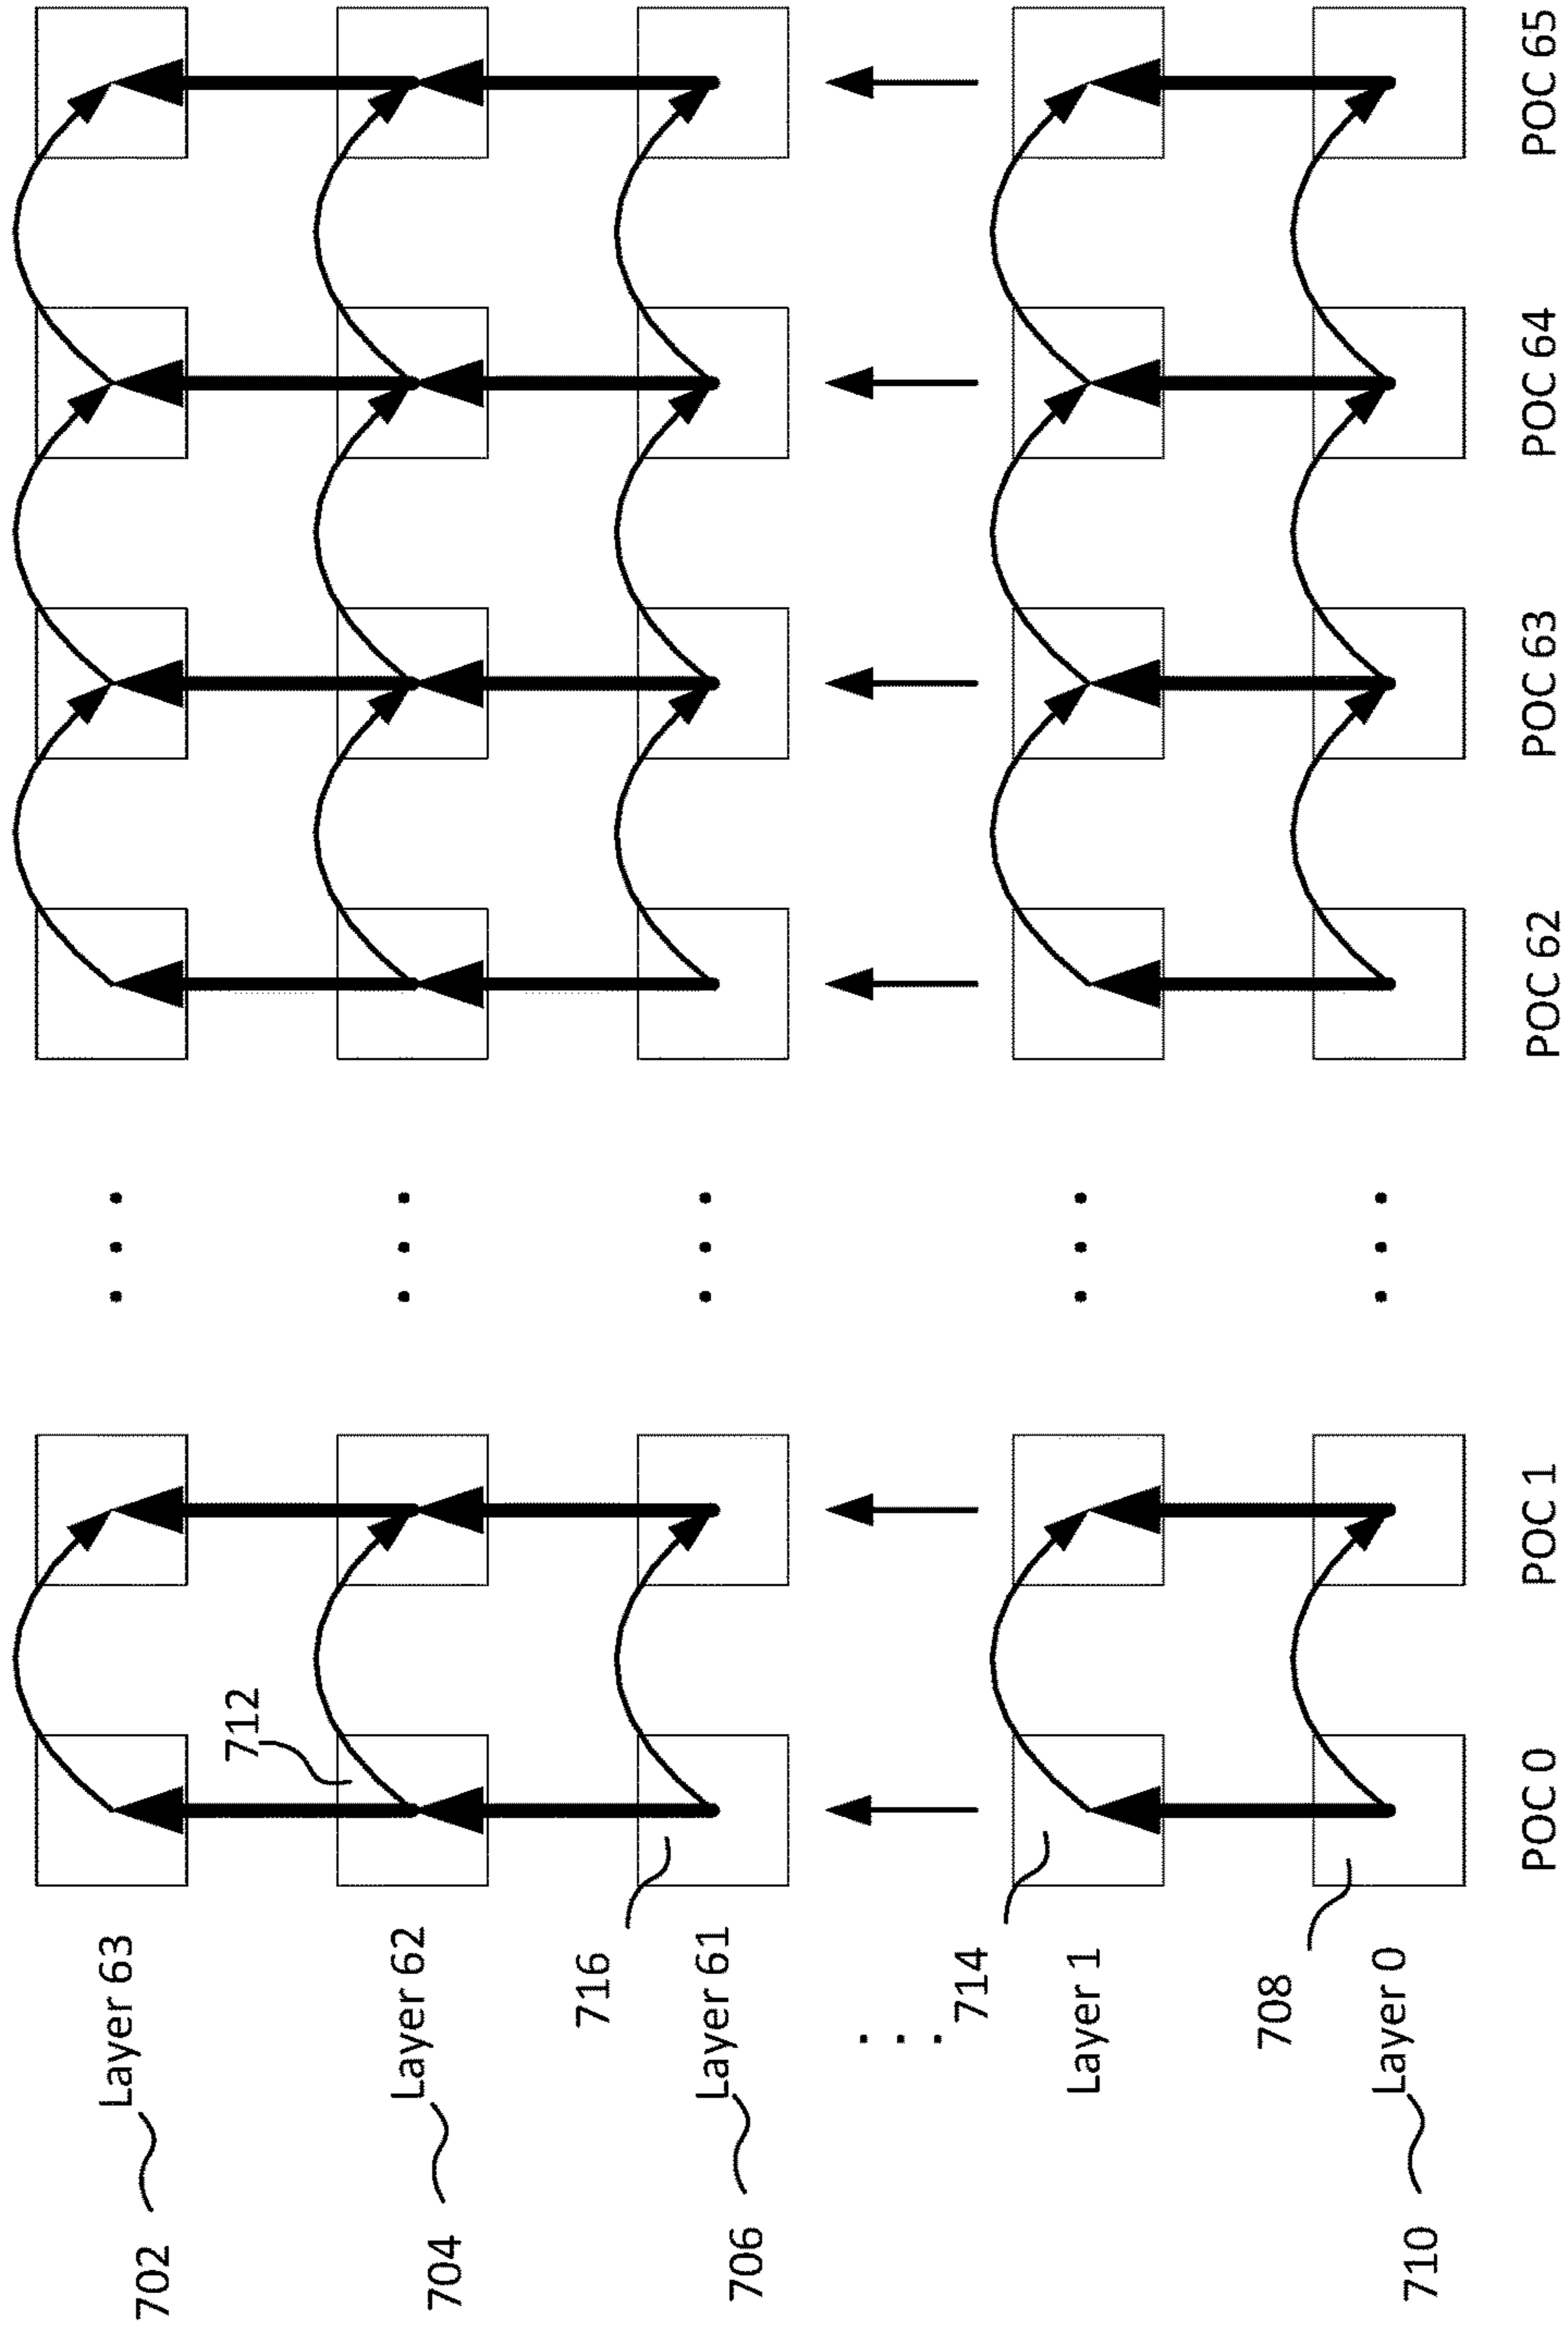 702 Layer 63
712
704 Layer 62
716
706 Layer 61
714
Layer 1
708
710 Layer 0
POC 0 POC 1 POC 62 POC 63 POC 64 POC 65